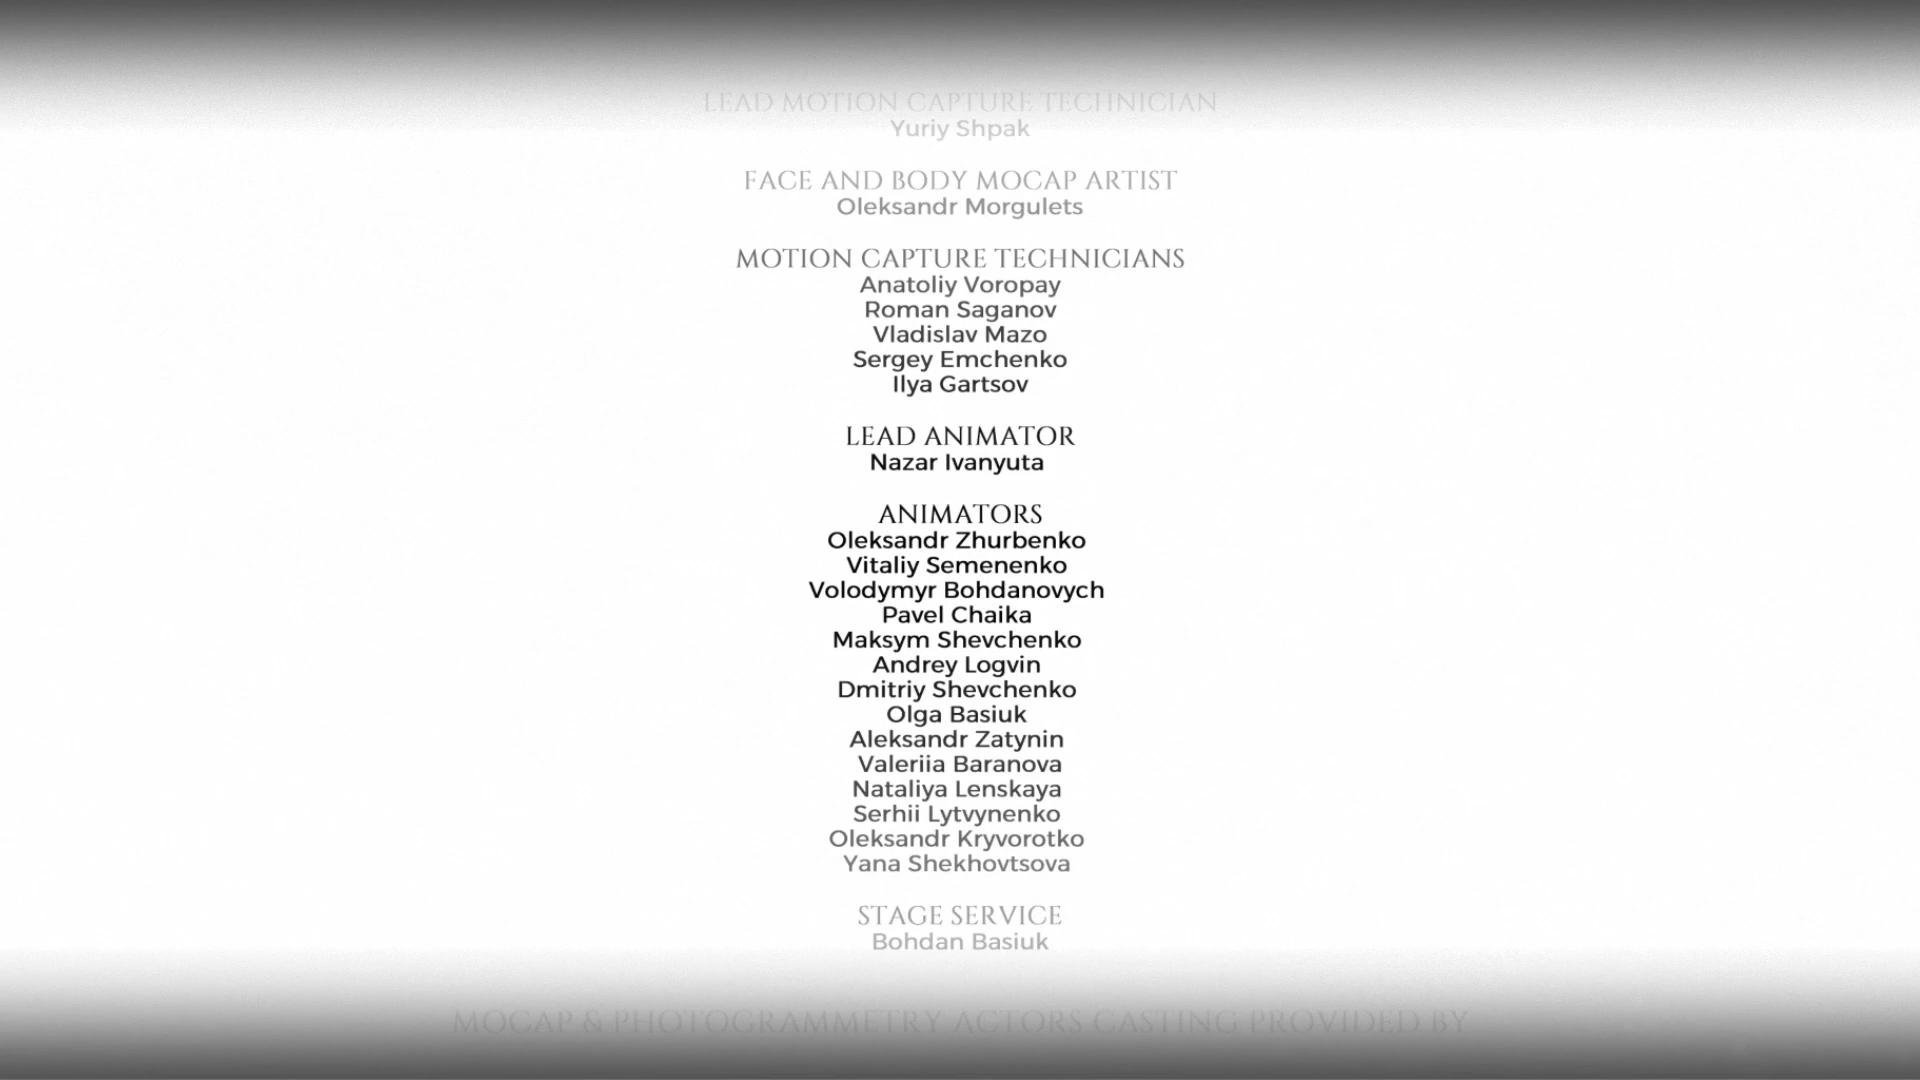 LEAD MOTION CAPTURE TECHNICIAN
Yuriy Shpak
FACE AND BODY MOCAP ARTIST
Oleksandr Morgulets
MOTION CAPTURE TECHNICIANS
Anatoliy Voropay
Roman Saganov
Vladislav Mazo
Sergey Emchenko
Ilya Gartsov
LEAD ANIMATOR
Nazar Ivanyuta
ANIMATORS
Oleksandr Zhurbenko
Vitaliy Semenenko
Volodymyr Bohdanovych
Pavel Chaika
Maksym Shevchenko
Andrey Logvin
Dmitriy Shevchenko
Olga Basiuk
Aleksandr Zatynin
Valeriia Baranova
Nataliya Lenskaya
Serhii Lytvynenko
Oleksandr Kryvorotko
Yana Shekhovtsova
STAGE SERVICE
Bohdan Basiuk
MOCAP & PHOTOGRAMMETRY ACTORS CASTING PROVIDED BY